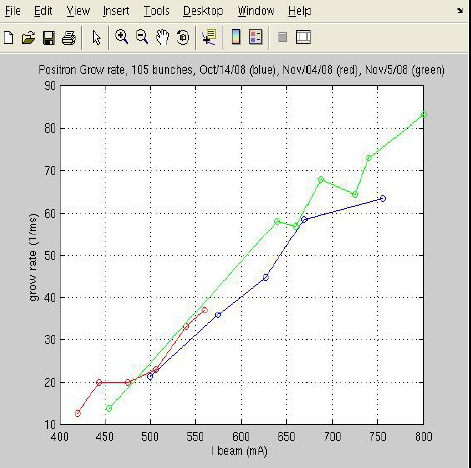 File Edit View Insert Tools Desktop Window Help
Positron Grow rate, 105 bunches, Oct/14/08 (blue), Nov/04/08 (red), Nov/5/08 (green)
90
80
70
60
50
40
30
20
10
grow rate (1/ms)
400 450 500 550 600 650 700 750 800
I beam (mA)